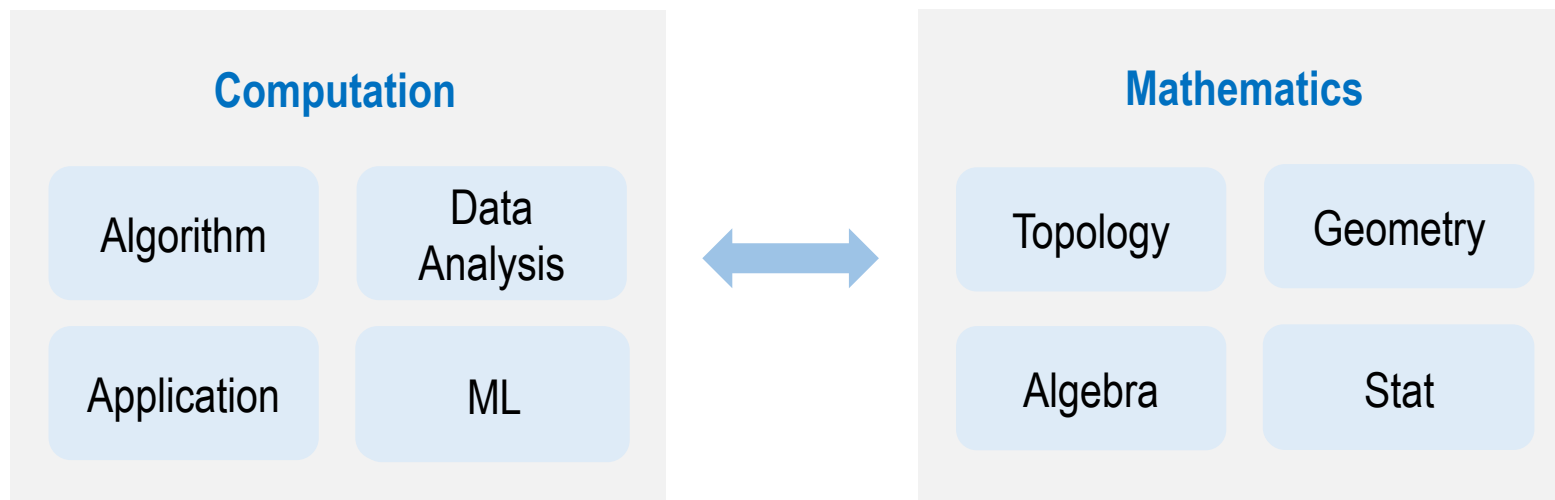 Computation
Algorithm
Data
Analysis
Application
ML
Mathematics
Topology
Geometry
Algebra
Stat